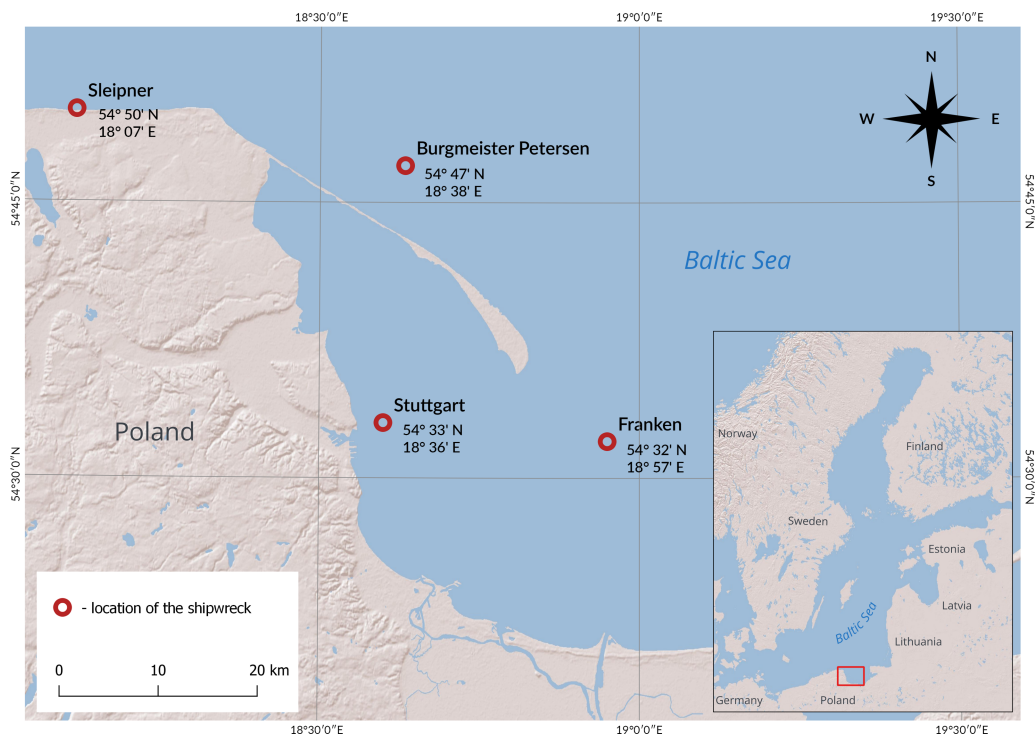 18°30'0"E
19°0'0"E
19°30'0"E
N
W
E
S
Sleipner
54° 50' N
18° 07' E
Burgmeister Petersen
54° 47' N
18° 38' E
54°45'0"N
54°45'0"N
Baltic Sea
Stuttgart
54° 33' N
18° 36' E
Franken
54° 32' N
18° 57' E
Poland
54°30'0"N
54°30'0"N
Norway
Finland
Sweden
Estonia
Latvia
Baltic Sea
Lithuania
Germany
Poland
- location of the shipwreck
0
10
20 km
18°30'0"E
19°0'0"E
19°30'0"E